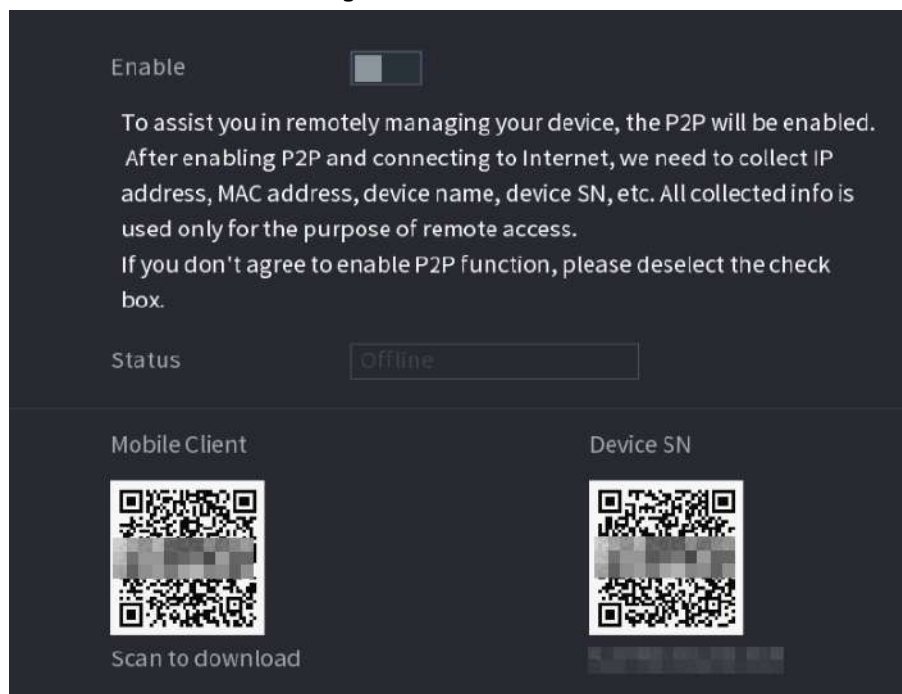 Enable
To assist you in remotely managing your device, the P2P will be enabled.
After enabling P2P and connecting to Internet, we need to collect IP
address, MAC address, device name, device SN, etc. All collected info is
used only for the purpose of remote access.
If you don't agree to enable P2P function, please deselect the check
box.
Status
Offline
Mobile Client
Device SN
Scan to download